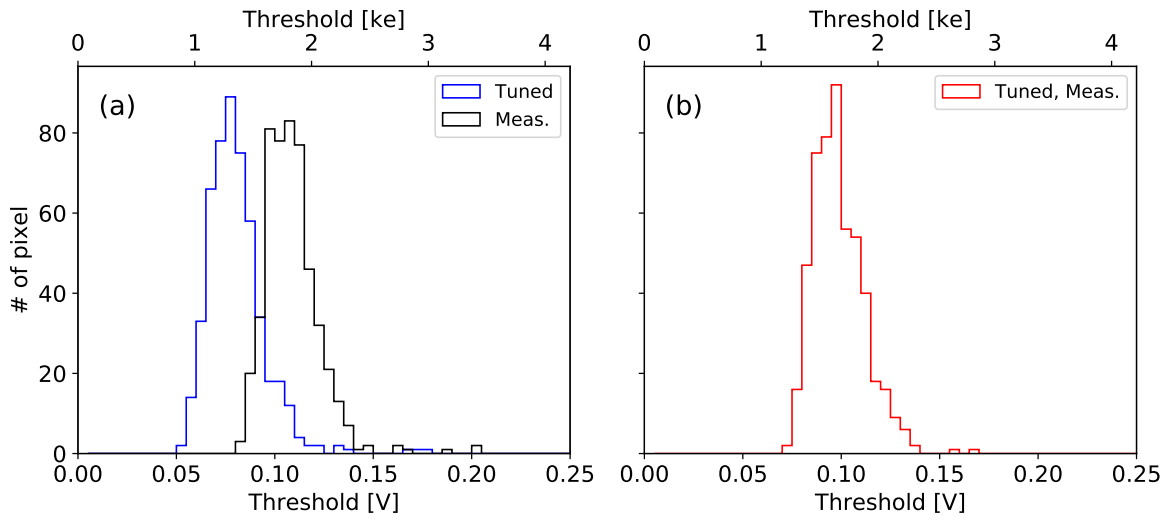 Threshold [ke]
0 1 2 3 4
(a)
Tuned
Meas.
# of pixel
80
60
40
20
0
0.00 0.05 0.10 0.15 0.20 0.25
Threshold [V]
Threshold [ke]
0 1 2 3 4
(b)
Tuned, Meas.
0.00 0.05 0.10 0.15 0.20 0.25
Threshold [V]